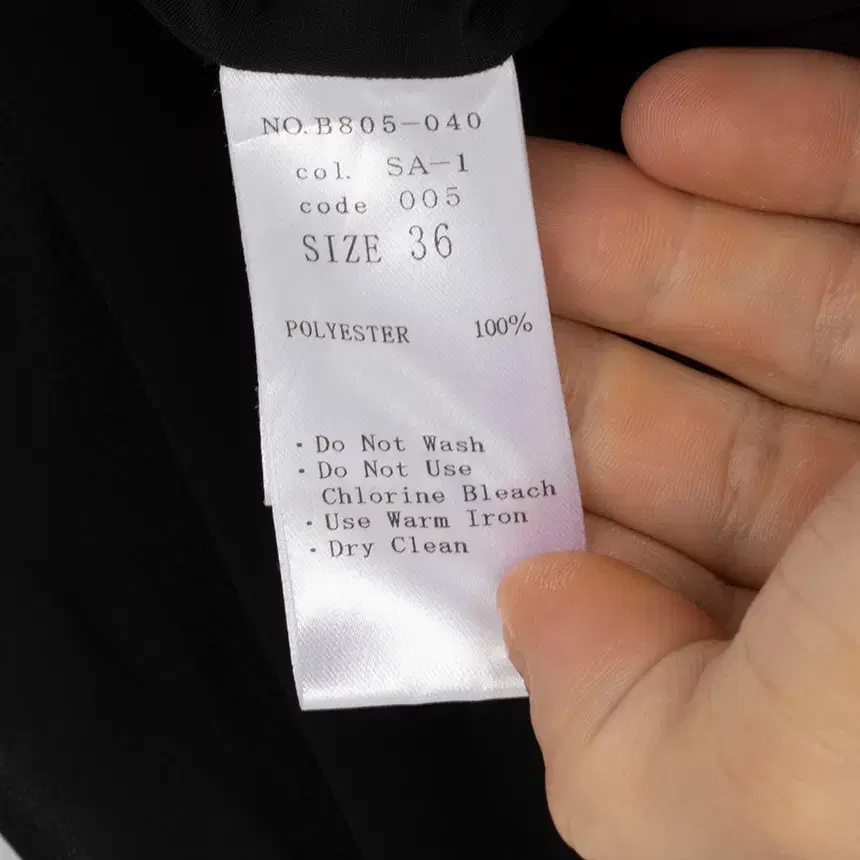 NO.B805-040
col. SA-1
code 005
SIZE 36
POLYESTER 100%
・Do Not Wash
・Do Not Use
Chlorine Bleach
・Use Warm Iron
・Dry Clean